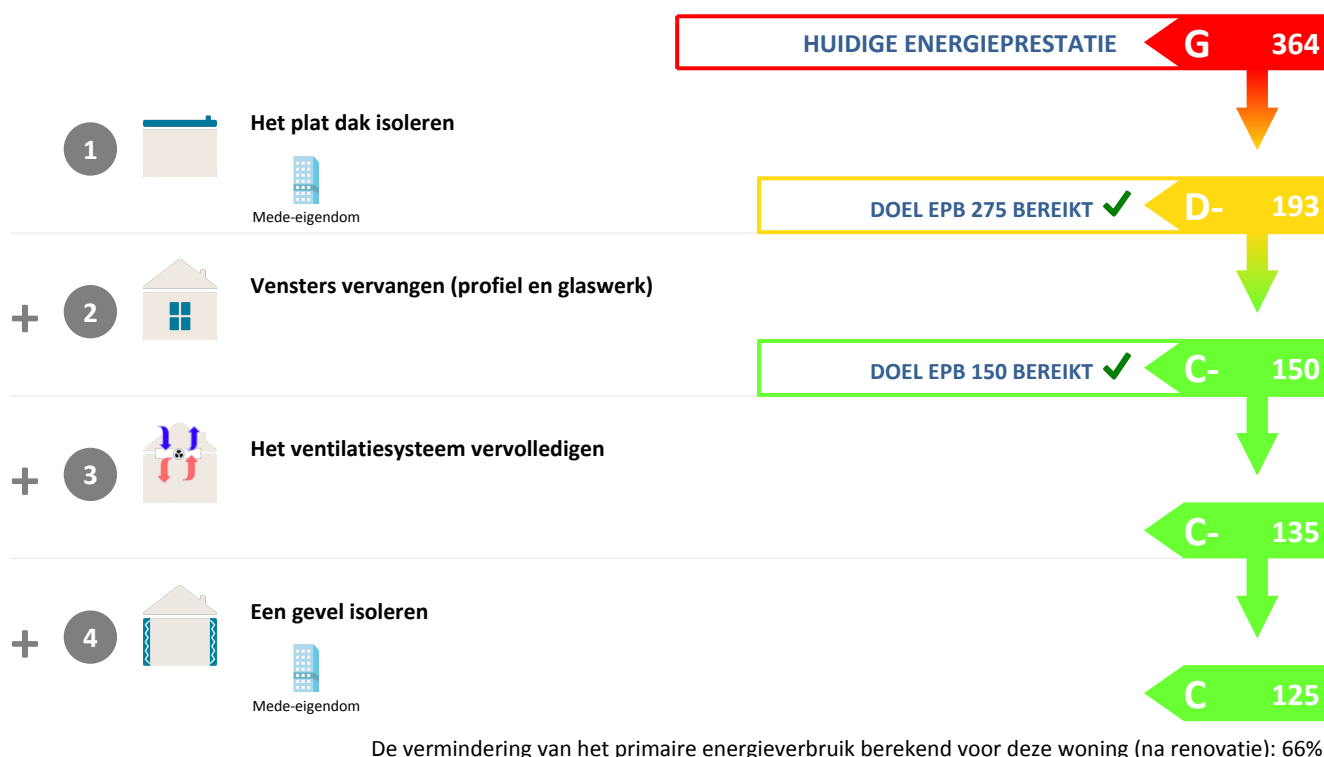 HUIDIGE ENERGIEPRESTATIE G 364
1 Het plat dak isoleren
Mede-eigendom
DOEL EPB 275 BEREIKT ✔ D- 193
+ 2 Vensters vervangen (profiel en glaswerk)
DOEL EPB 150 BEREIKT ✔ C- 150
+ 3 Het ventilatiesysteem vervolledigen
C- 135
+ 4 Een gevel isoleren
Mede-eigendom
C 125
De vermindering van het primaire energieverbruik berekend voor deze woning (na renovatie): 66%